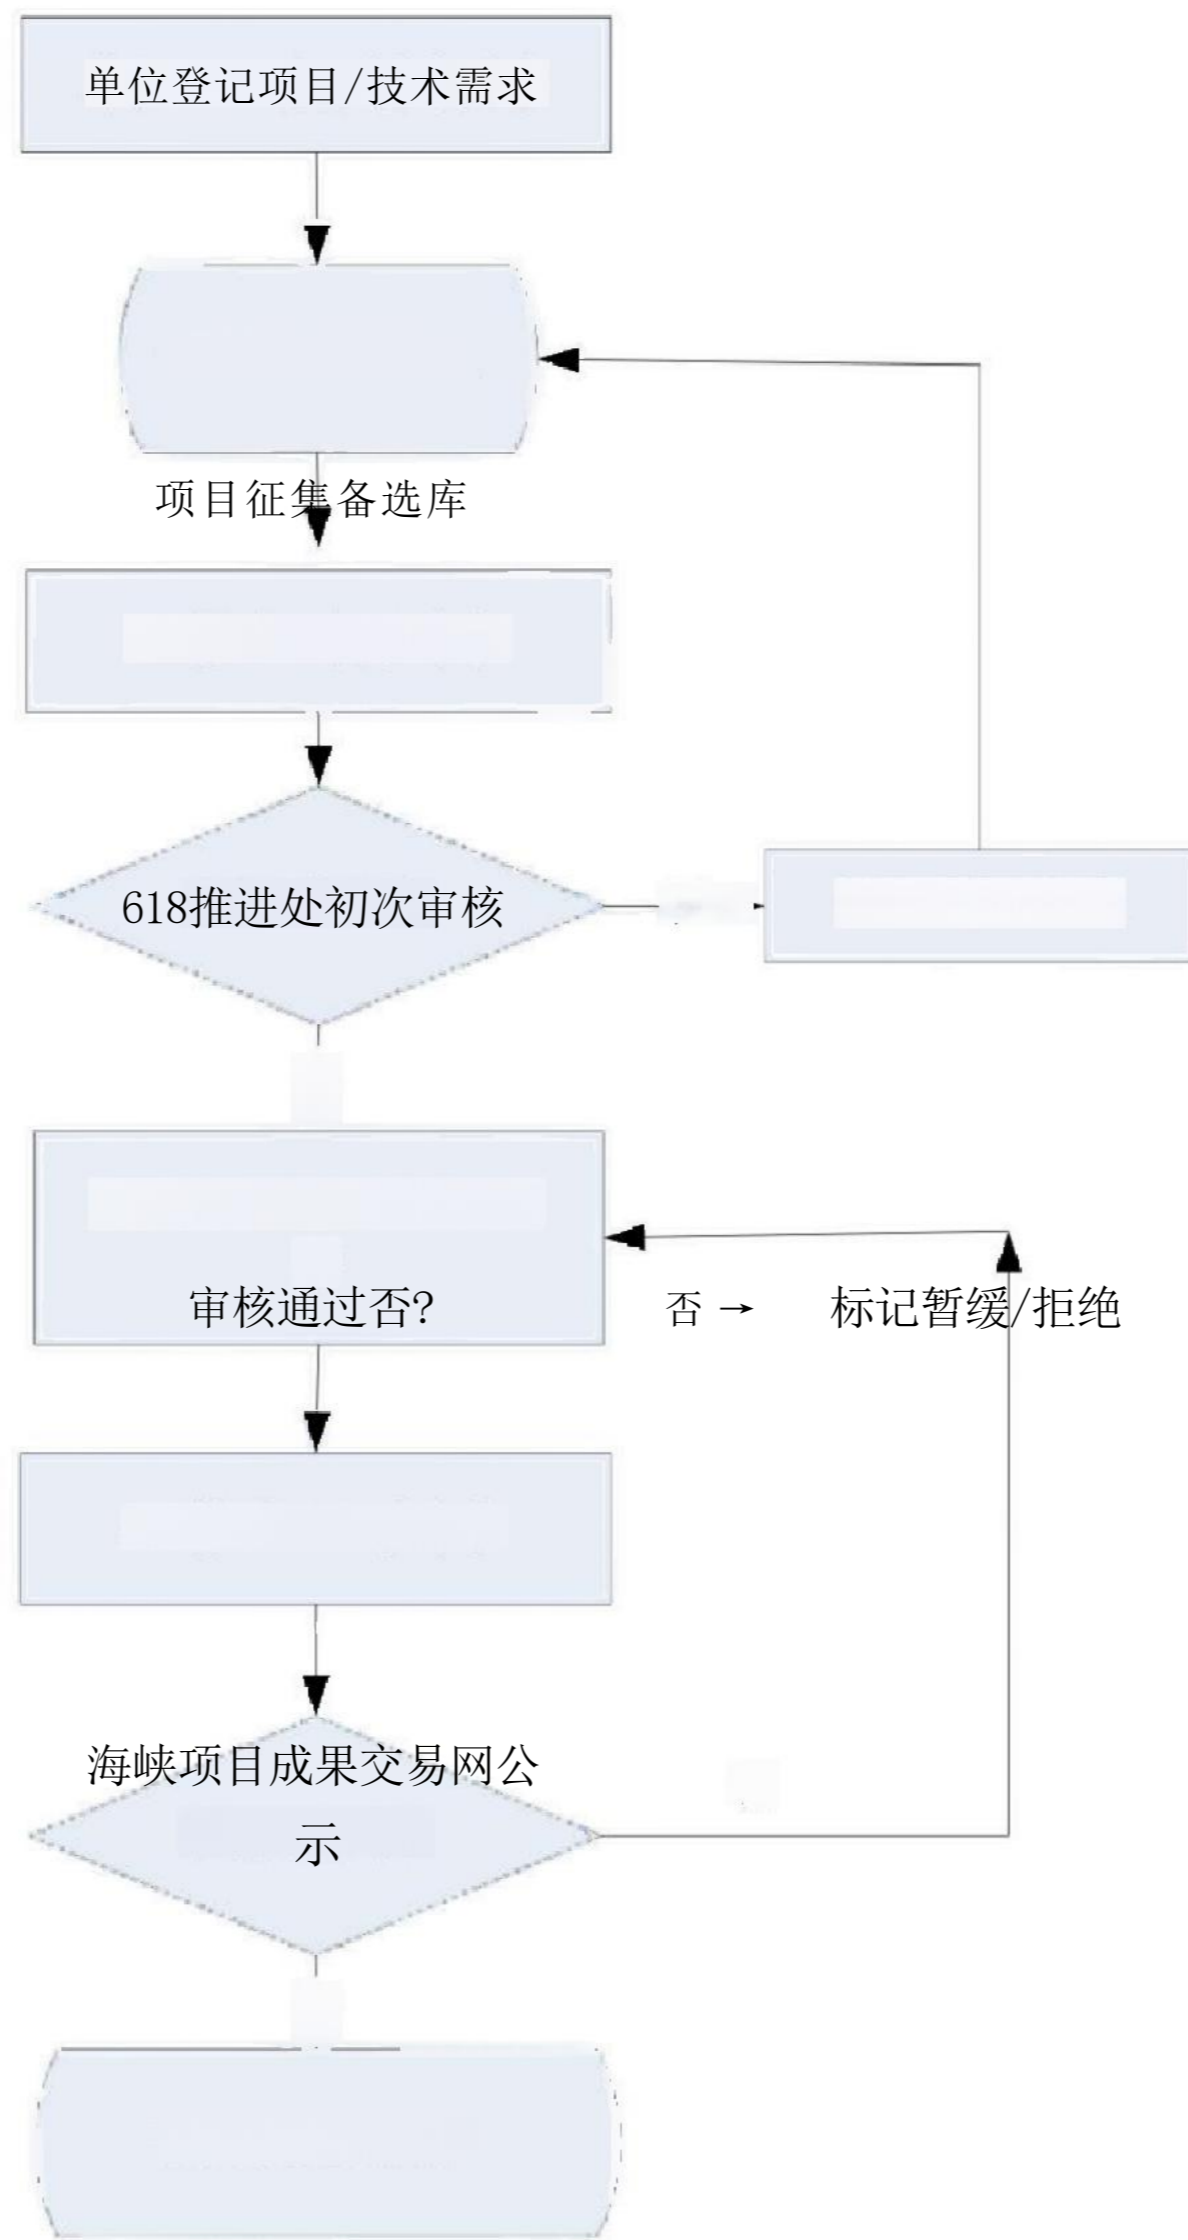 单位登记项目/技术需求
项目征集备选库
618推进处初次审核
审核通过否?
否 → 标记暂缓/拒绝
海峡项目成果交易网公
示